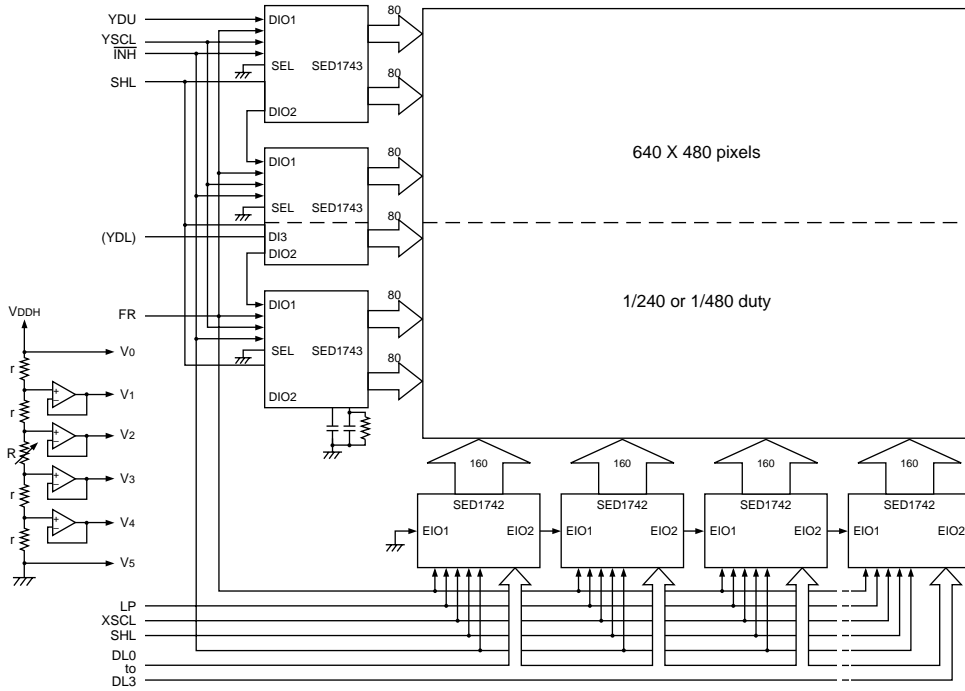 YDU
YSCL
INH
SHL
DIO1
SEL
SED1743
DIO2
80
80
DIO1
SEL
SED1743
DI3
DIO2
80
80
(YDL)
DIO1
SEL
SED1743
DIO2
80
80
FR
640 X 480 pixels
1/240 or 1/480 duty
VDDH
V0
r
V1
r
V2
R
V3
r
V4
r
V5
160
160
160
160
SED1742
EIO1
EIO2
SED1742
EIO1
EIO2
SED1742
EIO1
EIO2
SED1742
EIO1
EIO2
LP
XSCL
SHL
DL0
to
DL3